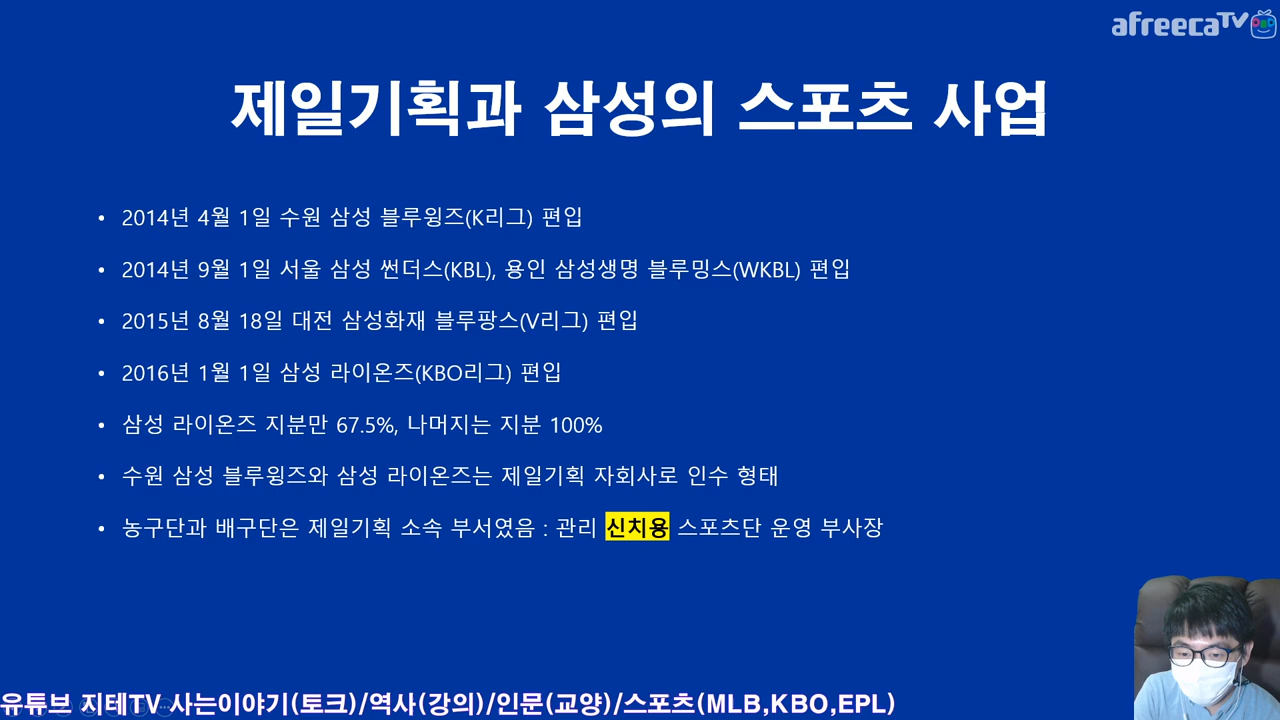 afreecaTV
제일기획과 삼성의 스포츠 사업
• 2014년 4월 1일 수원 삼성 블루윙즈(K리그) 편입
• 2014년 9월 1일 서울 삼성 썬더스(KBL), 용인 삼성생명 블루밍스(WKBL) 편입
• 2015년 8월 18일 대전 삼성화재 블루팡스(V리그) 편입
• 2016년 1월 1일 삼성 라이온즈(KBO리그) 편입
• 삼성 라이온즈 지분만 67.5%, 나머지는 지분 100%
• 수원 삼성 블루윙즈와 삼성 라이온즈는 제일기획 자회사로 인수 형태
• 농구단과 배구단은 제일기획 소속 부서였음 : 관리 신치용 스포츠단 운영 부사장
유튜브 지테TV 사는이야기(토크)/역사(강의)/인문(교양)/스포츠(MLB,KBO,EPL)